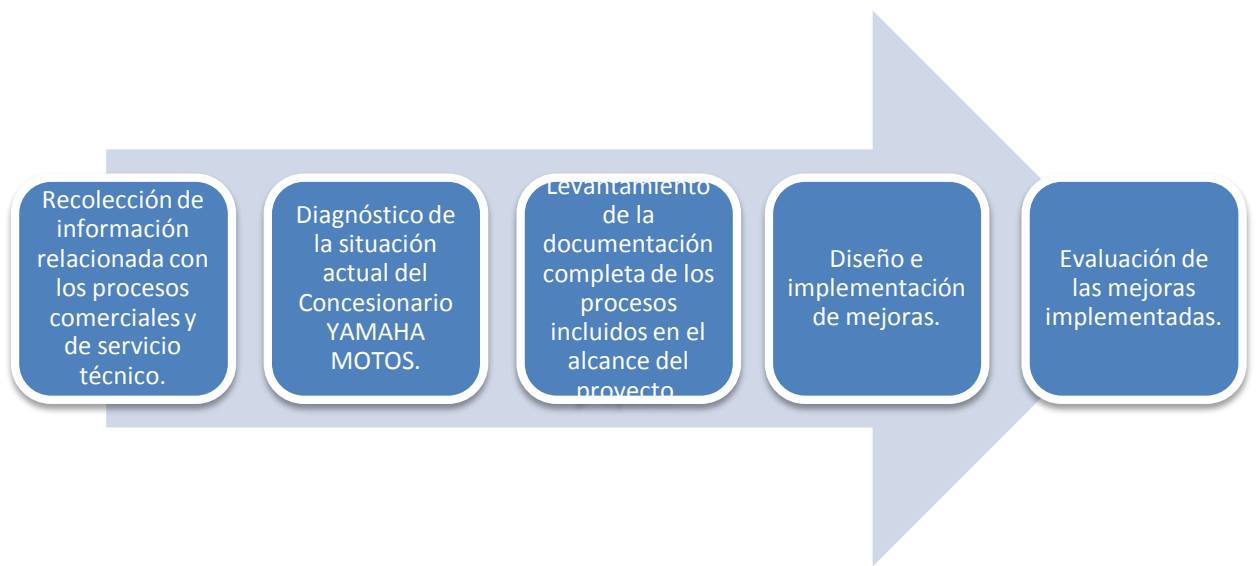 Recolección de
información
relacionada con
los procesos
comerciales y
de servicio
técnico.
Diagnóstico de
la situación
actual del
Concesionario
YAMAHA
MOTOS.
Levantamiento
de la
documentación
completa de los
procesos
incluidos en el
alcance del
proyecto.
Diseño e
implementación
de mejoras.
Evaluación de
las mejoras
implementadas.